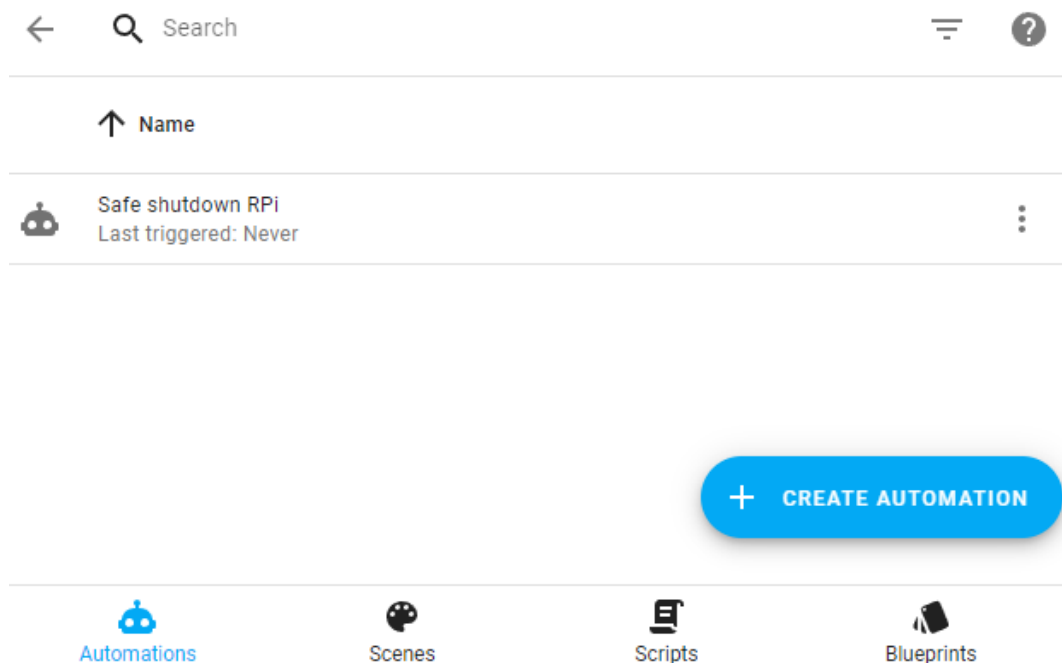 Search
Name
Safe shutdown RPi
Last triggered: Never
CREATE AUTOMATION
Automations
Scenes
Scripts
Blueprints